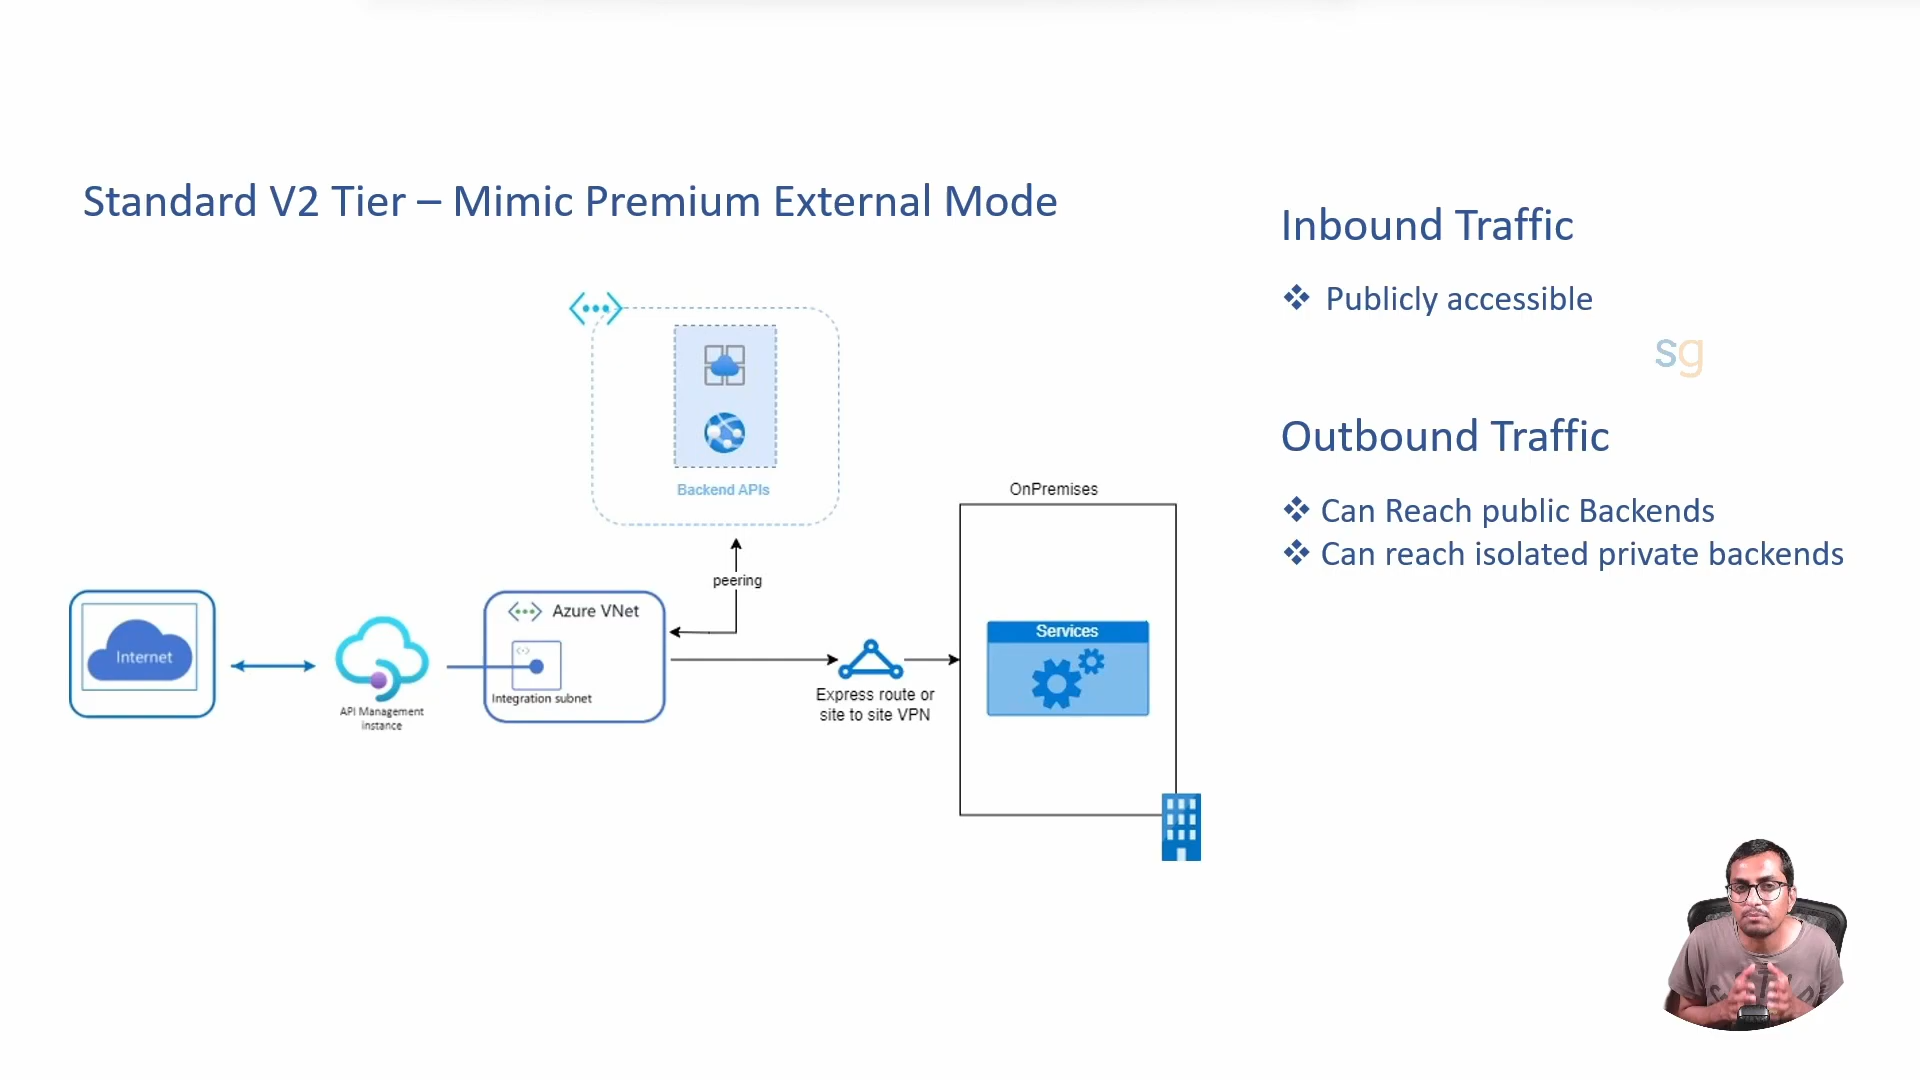 Standard V2 Tier – Mimic Premium External Mode
Inbound Traffic
Publicly accessible
sg
Outbound Traffic
Can Reach public Backends
Can reach isolated private backends
Backend APIs
OnPremises
peering
Azure VNet
Internet
Services
Integration subnet
API Management
instance
Express route or
site to site VPN